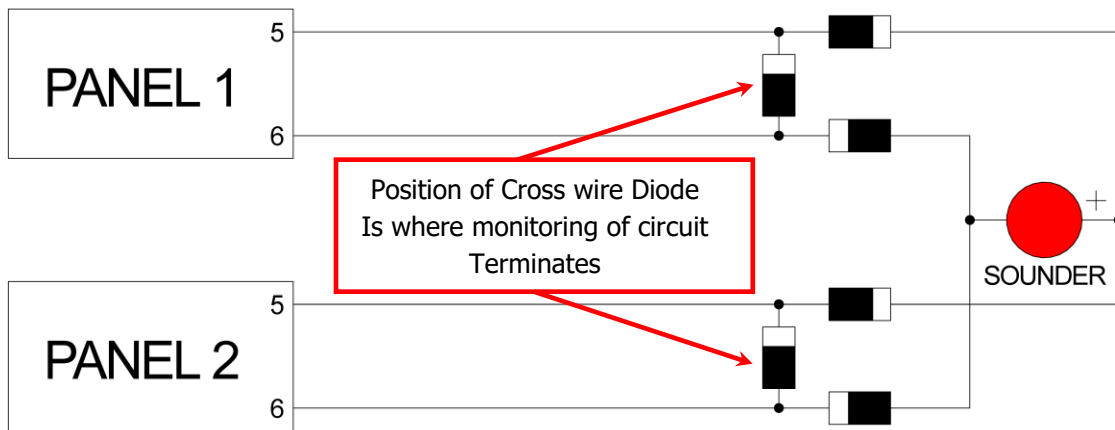 5
PANEL 1
6
Position of Cross wire Diode
Is where monitoring of circuit
Terminates
+
SOUNDER
5
PANEL 2
6